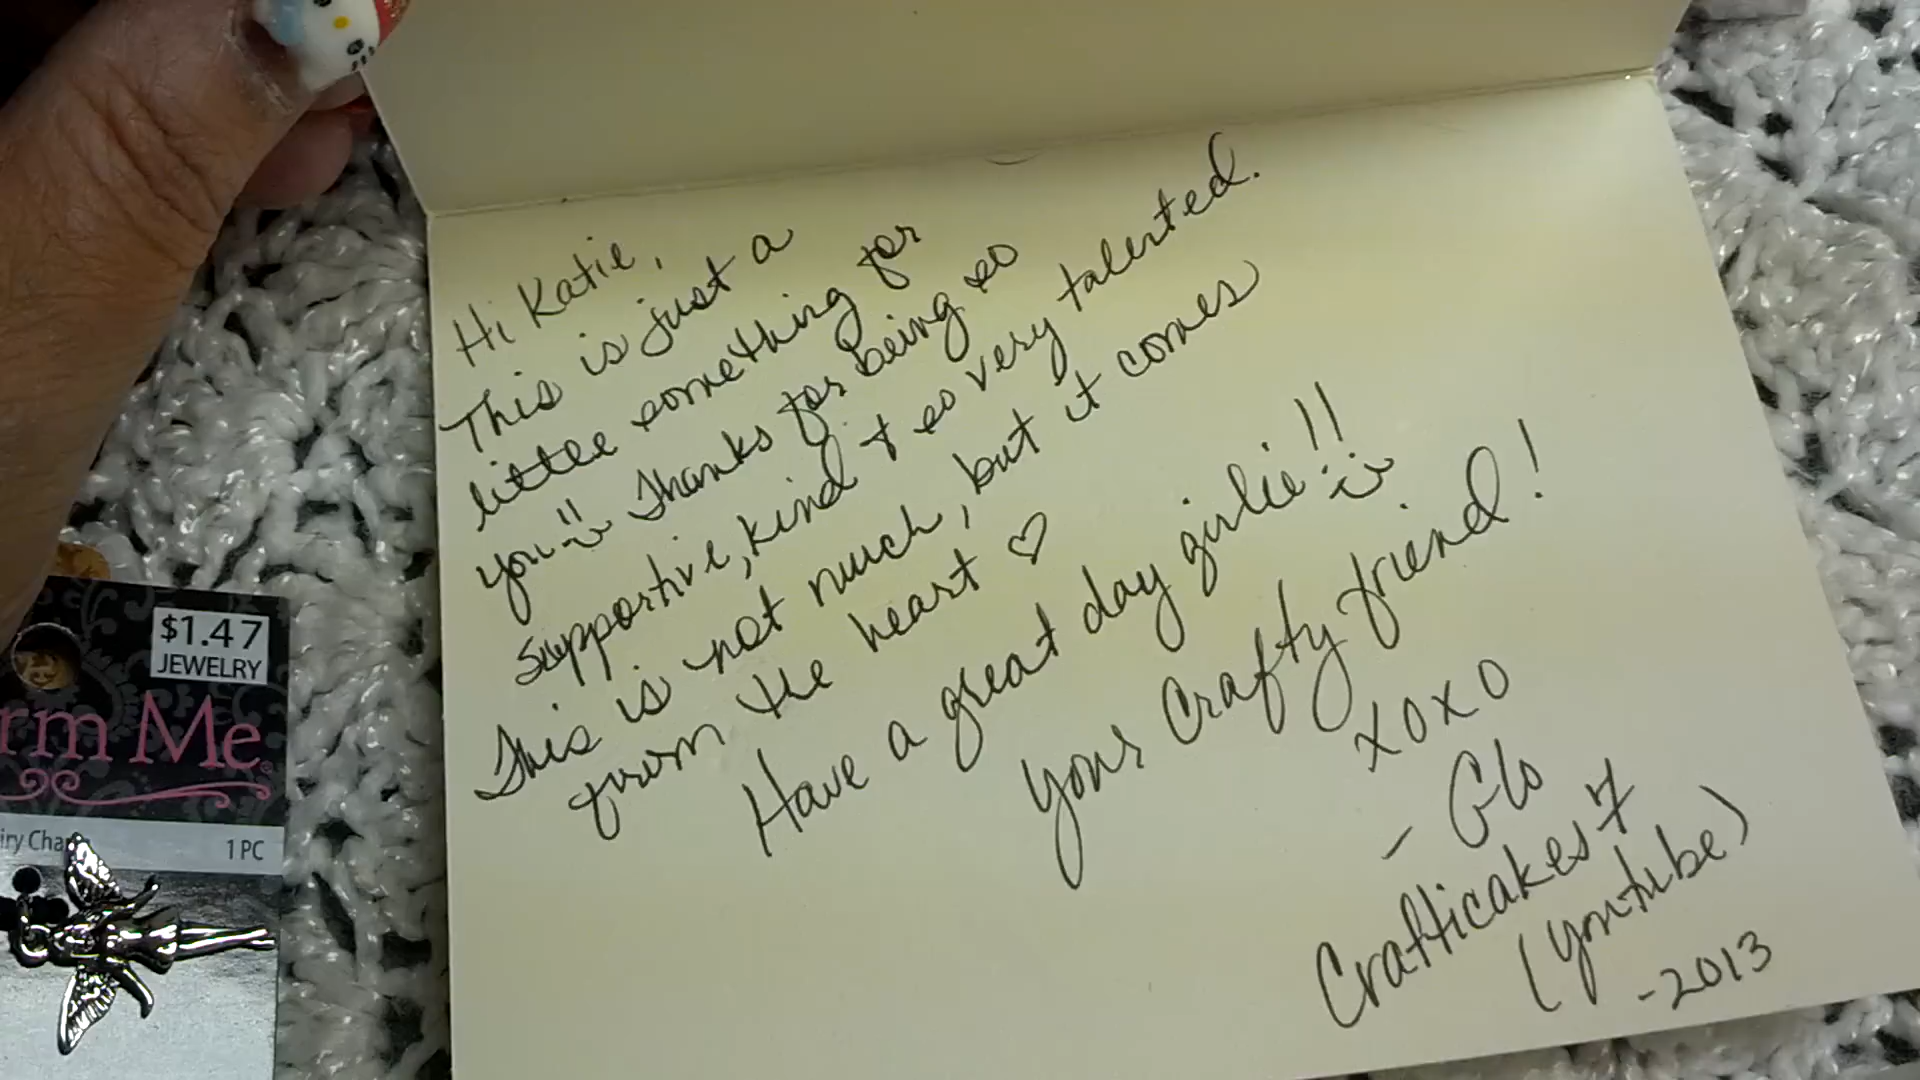 Hi Katie,
This is just a
little something for
you Thanks for being so
supportive, kind & so very talented.
This is not much, but it comes
from the heart ♡
Have a great day girlie!!
your Crafty friend!
XOXO
- Glo
Crafticakes7
(youtube)
-2013
$1.47
JEWELRY
rm Me
iry Charm
1 PC